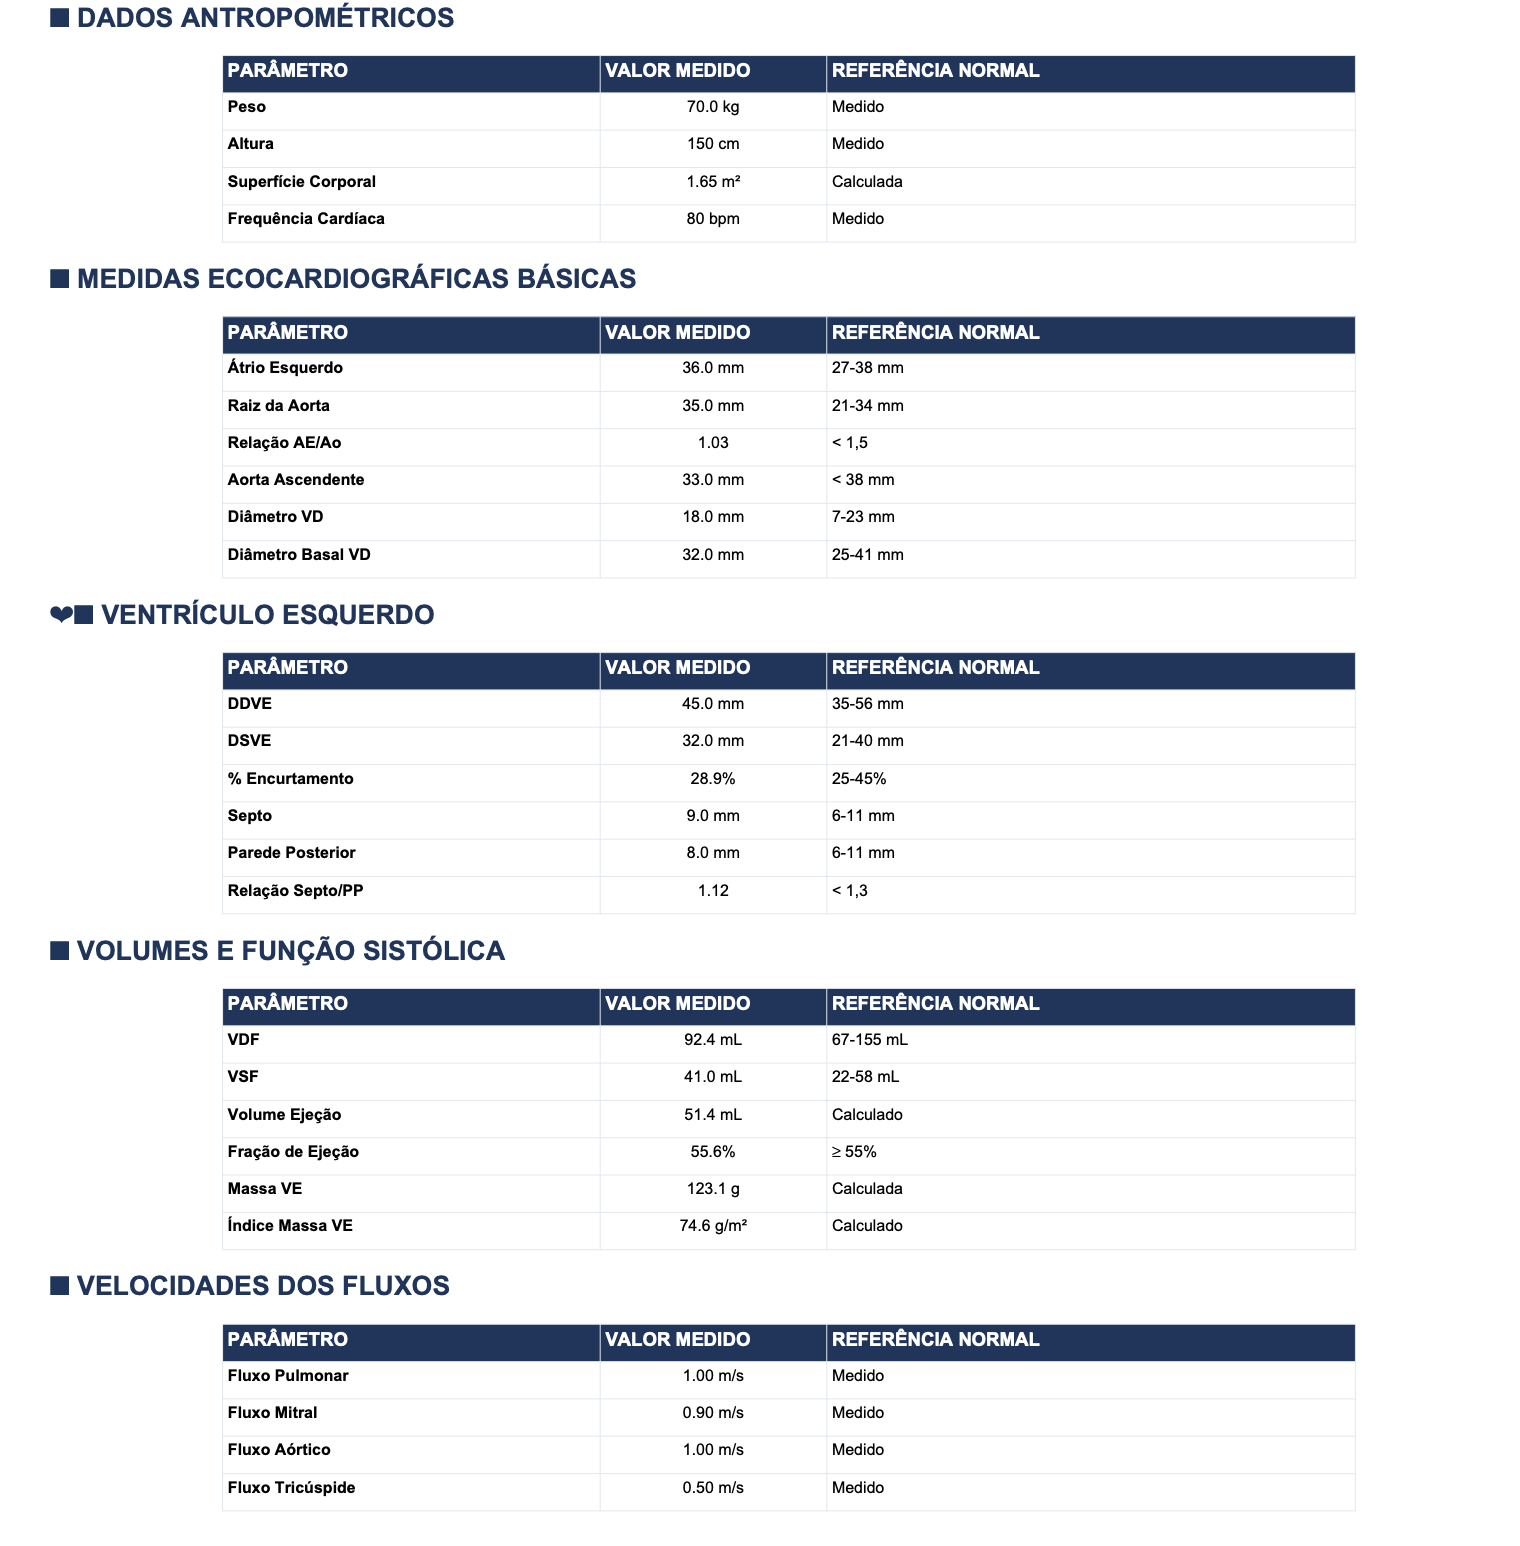 ■ DADOS ANTROPOMÉTRICOS
PARÂMETRO VALOR MEDIDO REFERÊNCIA NORMAL
Peso 70.0 kg Medido
Altura 150 cm Medido
Superfície Corporal 1.65 m² Calculada
Frequência Cardíaca 80 bpm Medido
■ MEDIDAS ECOCARDIOGRÁFICAS BÁSICAS
PARÂMETRO VALOR MEDIDO REFERÊNCIA NORMAL
Átrio Esquerdo 36.0 mm 27-38 mm
Raiz da Aorta 35.0 mm 21-34 mm
Relação AE/Ao 1.03 < 1,5
Aorta Ascendente 33.0 mm < 38 mm
Diâmetro VD 18.0 mm 7-23 mm
Diâmetro Basal VD 32.0 mm 25-41 mm
❤■ VENTRÍCULO ESQUERDO
PARÂMETRO VALOR MEDIDO REFERÊNCIA NORMAL
DDVE 45.0 mm 35-56 mm
DSVE 32.0 mm 21-40 mm
% Encurtamento 28.9% 25-45%
Septo 9.0 mm 6-11 mm
Parede Posterior 8.0 mm 6-11 mm
Relação Septo/PP 1.12 < 1,3
■ VOLUMES E FUNÇÃO SISTÓLICA
PARÂMETRO VALOR MEDIDO REFERÊNCIA NORMAL
VDF 92.4 mL 67-155 mL
VSF 41.0 mL 22-58 mL
Volume Ejeção 51.4 mL Calculado
Fração de Ejeção 55.6% ≥ 55%
Massa VE 123.1 g Calculada
Índice Massa VE 74.6 g/m² Calculado
■ VELOCIDADES DOS FLUXOS
PARÂMETRO VALOR MEDIDO REFERÊNCIA NORMAL
Fluxo Pulmonar 1.00 m/s Medido
Fluxo Mitral 0.90 m/s Medido
Fluxo Aórtico 1.00 m/s Medido
Fluxo Tricúspide 0.50 m/s Medido